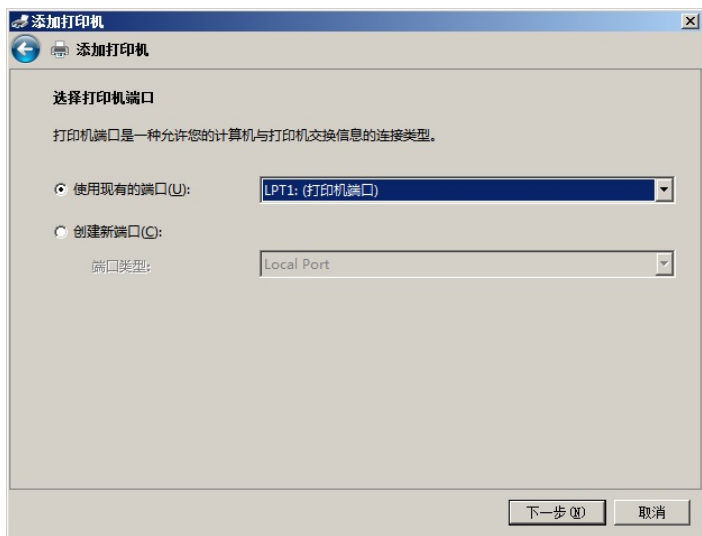 添加打印机
添加打印机
选择打印机端口
打印机端口是一种允许您的计算机与打印机交换信息的连接类型。
使用现有的端口(U): LPT1: (打印机端口)
创建新端口(C):
端口类型: Local Port
下一步(N) 取消